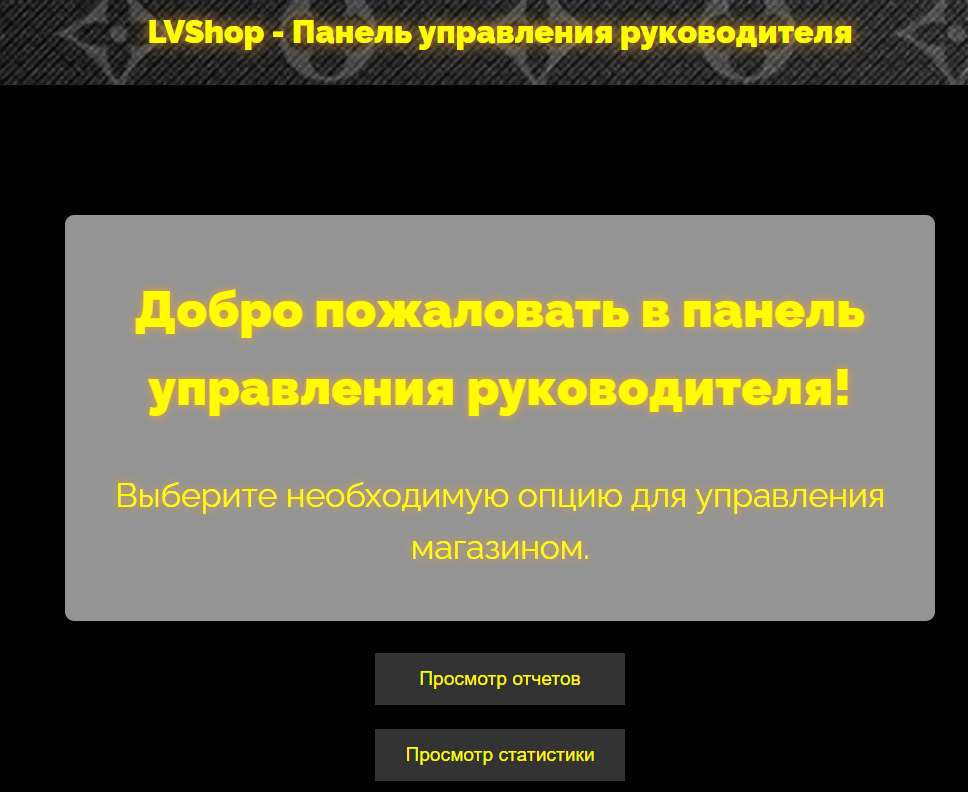 LVShop - Панель управления руководителя
Добро пожаловать в панель
управления руководителя!
Выберите необходимую опцию для управления
магазином.
Просмотр отчетов
Просмотр статистики